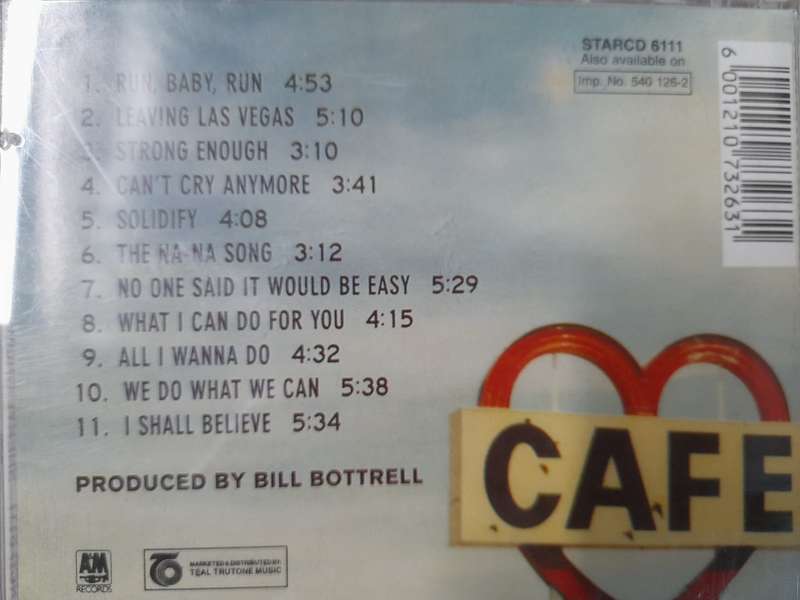 STARCD 6111
Also available on
Imp. No. 540 126-2
6 001210 732631
1. RUN, BABY, RUN 4:53
2. LEAVING LAS VEGAS 5:10
3. STRONG ENOUGH 3:10
4. CAN'T CRY ANYMORE 3:41
5. SOLIDIFY 4:08
6. THE NA-NA SONG 3:12
7. NO ONE SAID IT WOULD BE EASY 5:29
8. WHAT I CAN DO FOR YOU 4:15
9. ALL I WANNA DO 4:32
10. WE DO WHAT WE CAN 5:38
11. I SHALL BELIEVE 5:34
PRODUCED BY BILL BOTTRELL
CAFE
A&M
RECORDS
MARKETED & DISTRIBUTED BY:
TEAL TRUTONE MUSIC